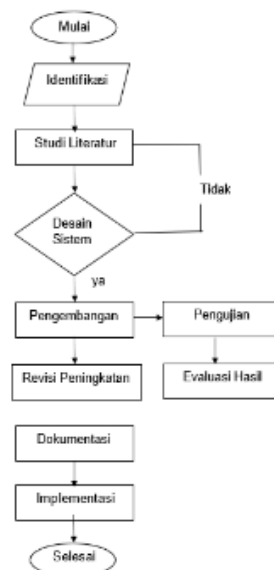 Mulai
Identifikasi
Studi Literatur
Tidak
Desain
Sistem
ya
Pengembangan
Pengujian
Revisi Peningkatan
Evaluasi Hasil
Dokumentasi
Implementasi
Selesai